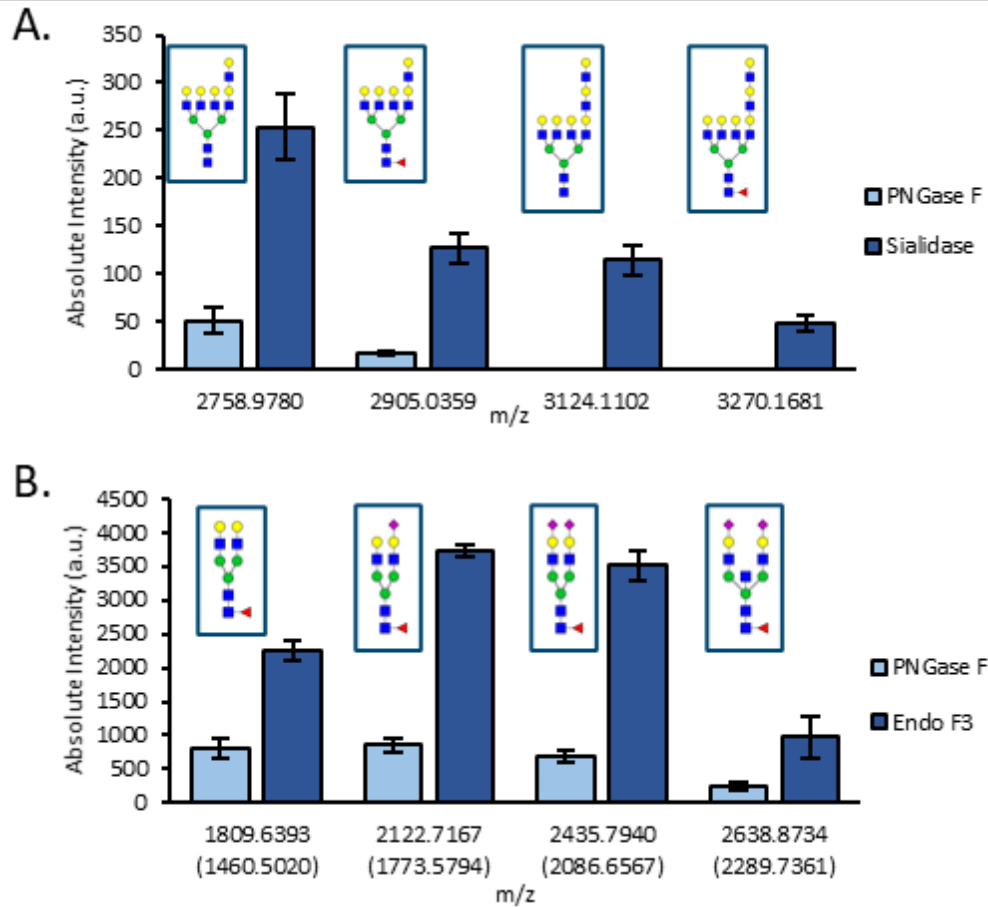 A.
350
300
250
200
150
100
50
0
Absolute Intensity (a.u.)
2758.9780 2905.0359 3124.1102 3270.1681
m/z
PNGase F
Sialidase
B.
4500
4000
3500
3000
2500
2000
1500
1000
500
0
Absolute Intensity (a.u.)
1809.6393 2122.7167 2435.7940 2638.8734
(1460.5020) (1773.5794) (2086.6567) (2289.7361)
m/z
PNGase F
Endo F3